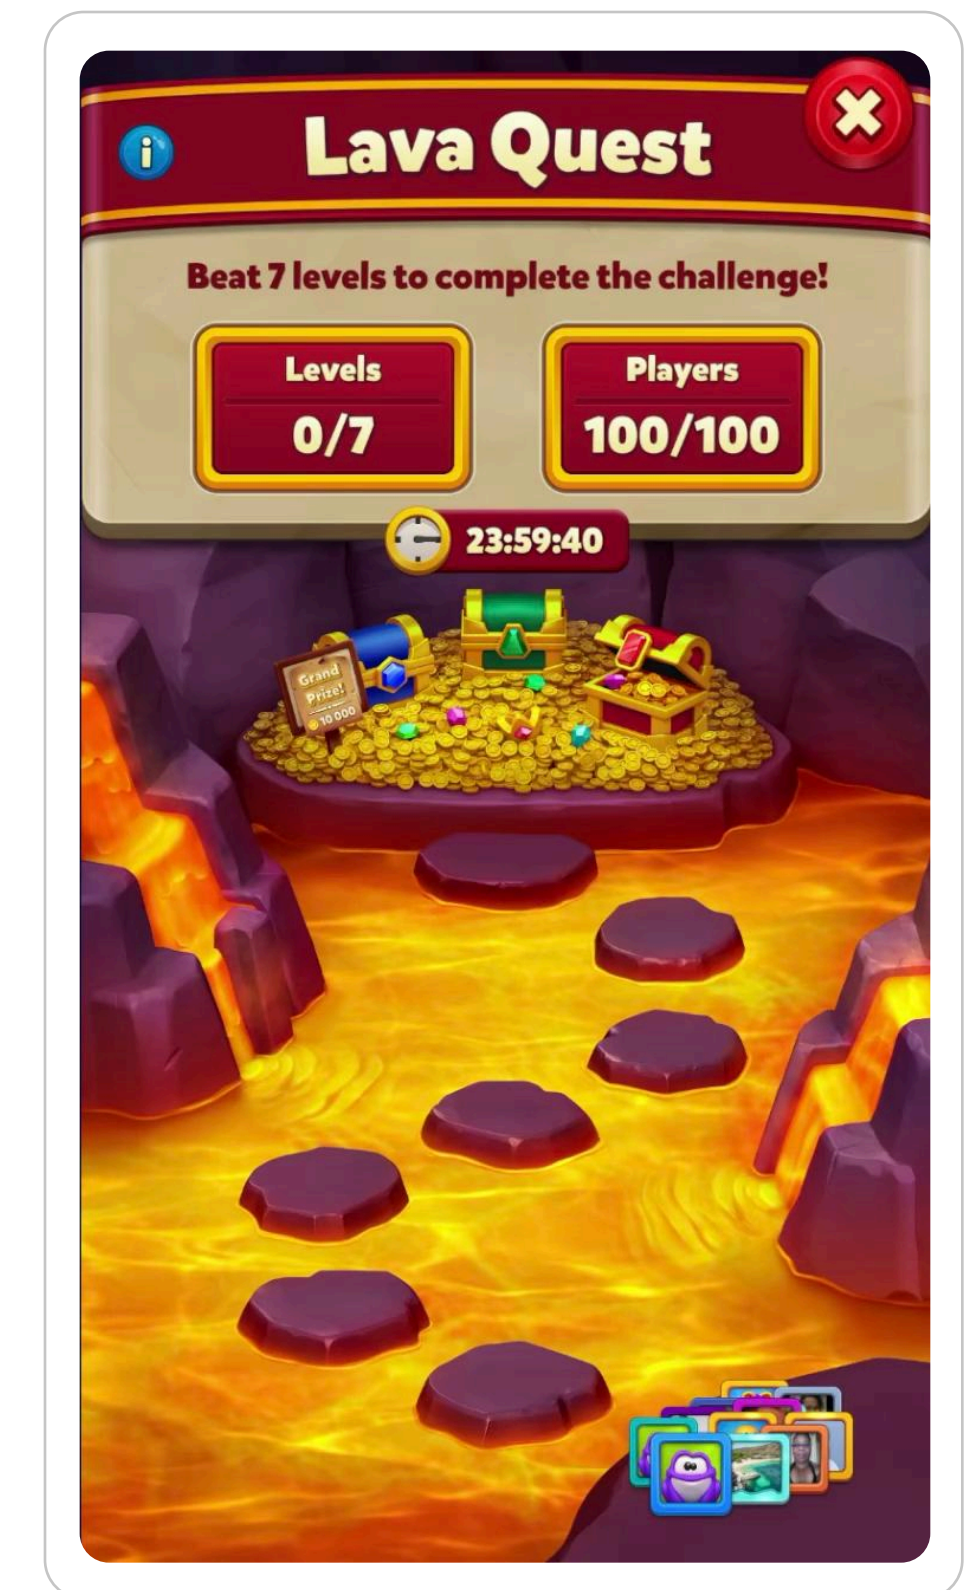 Lava Quest
Beat 7 levels to complete the challenge!
Levels
0/7
Players
100/100
23:59:40
Grand
Prize!
10 000